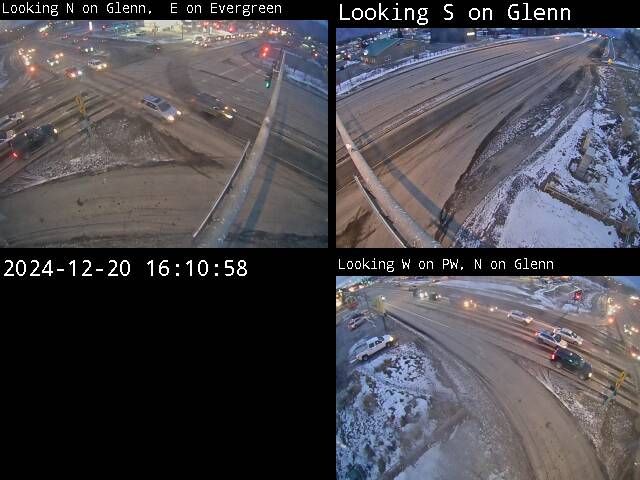 Looking N on Glenn,  E on Evergreen
Looking S on Glenn
2024-12-20 16:10:58
Looking W on PW, N on Glenn